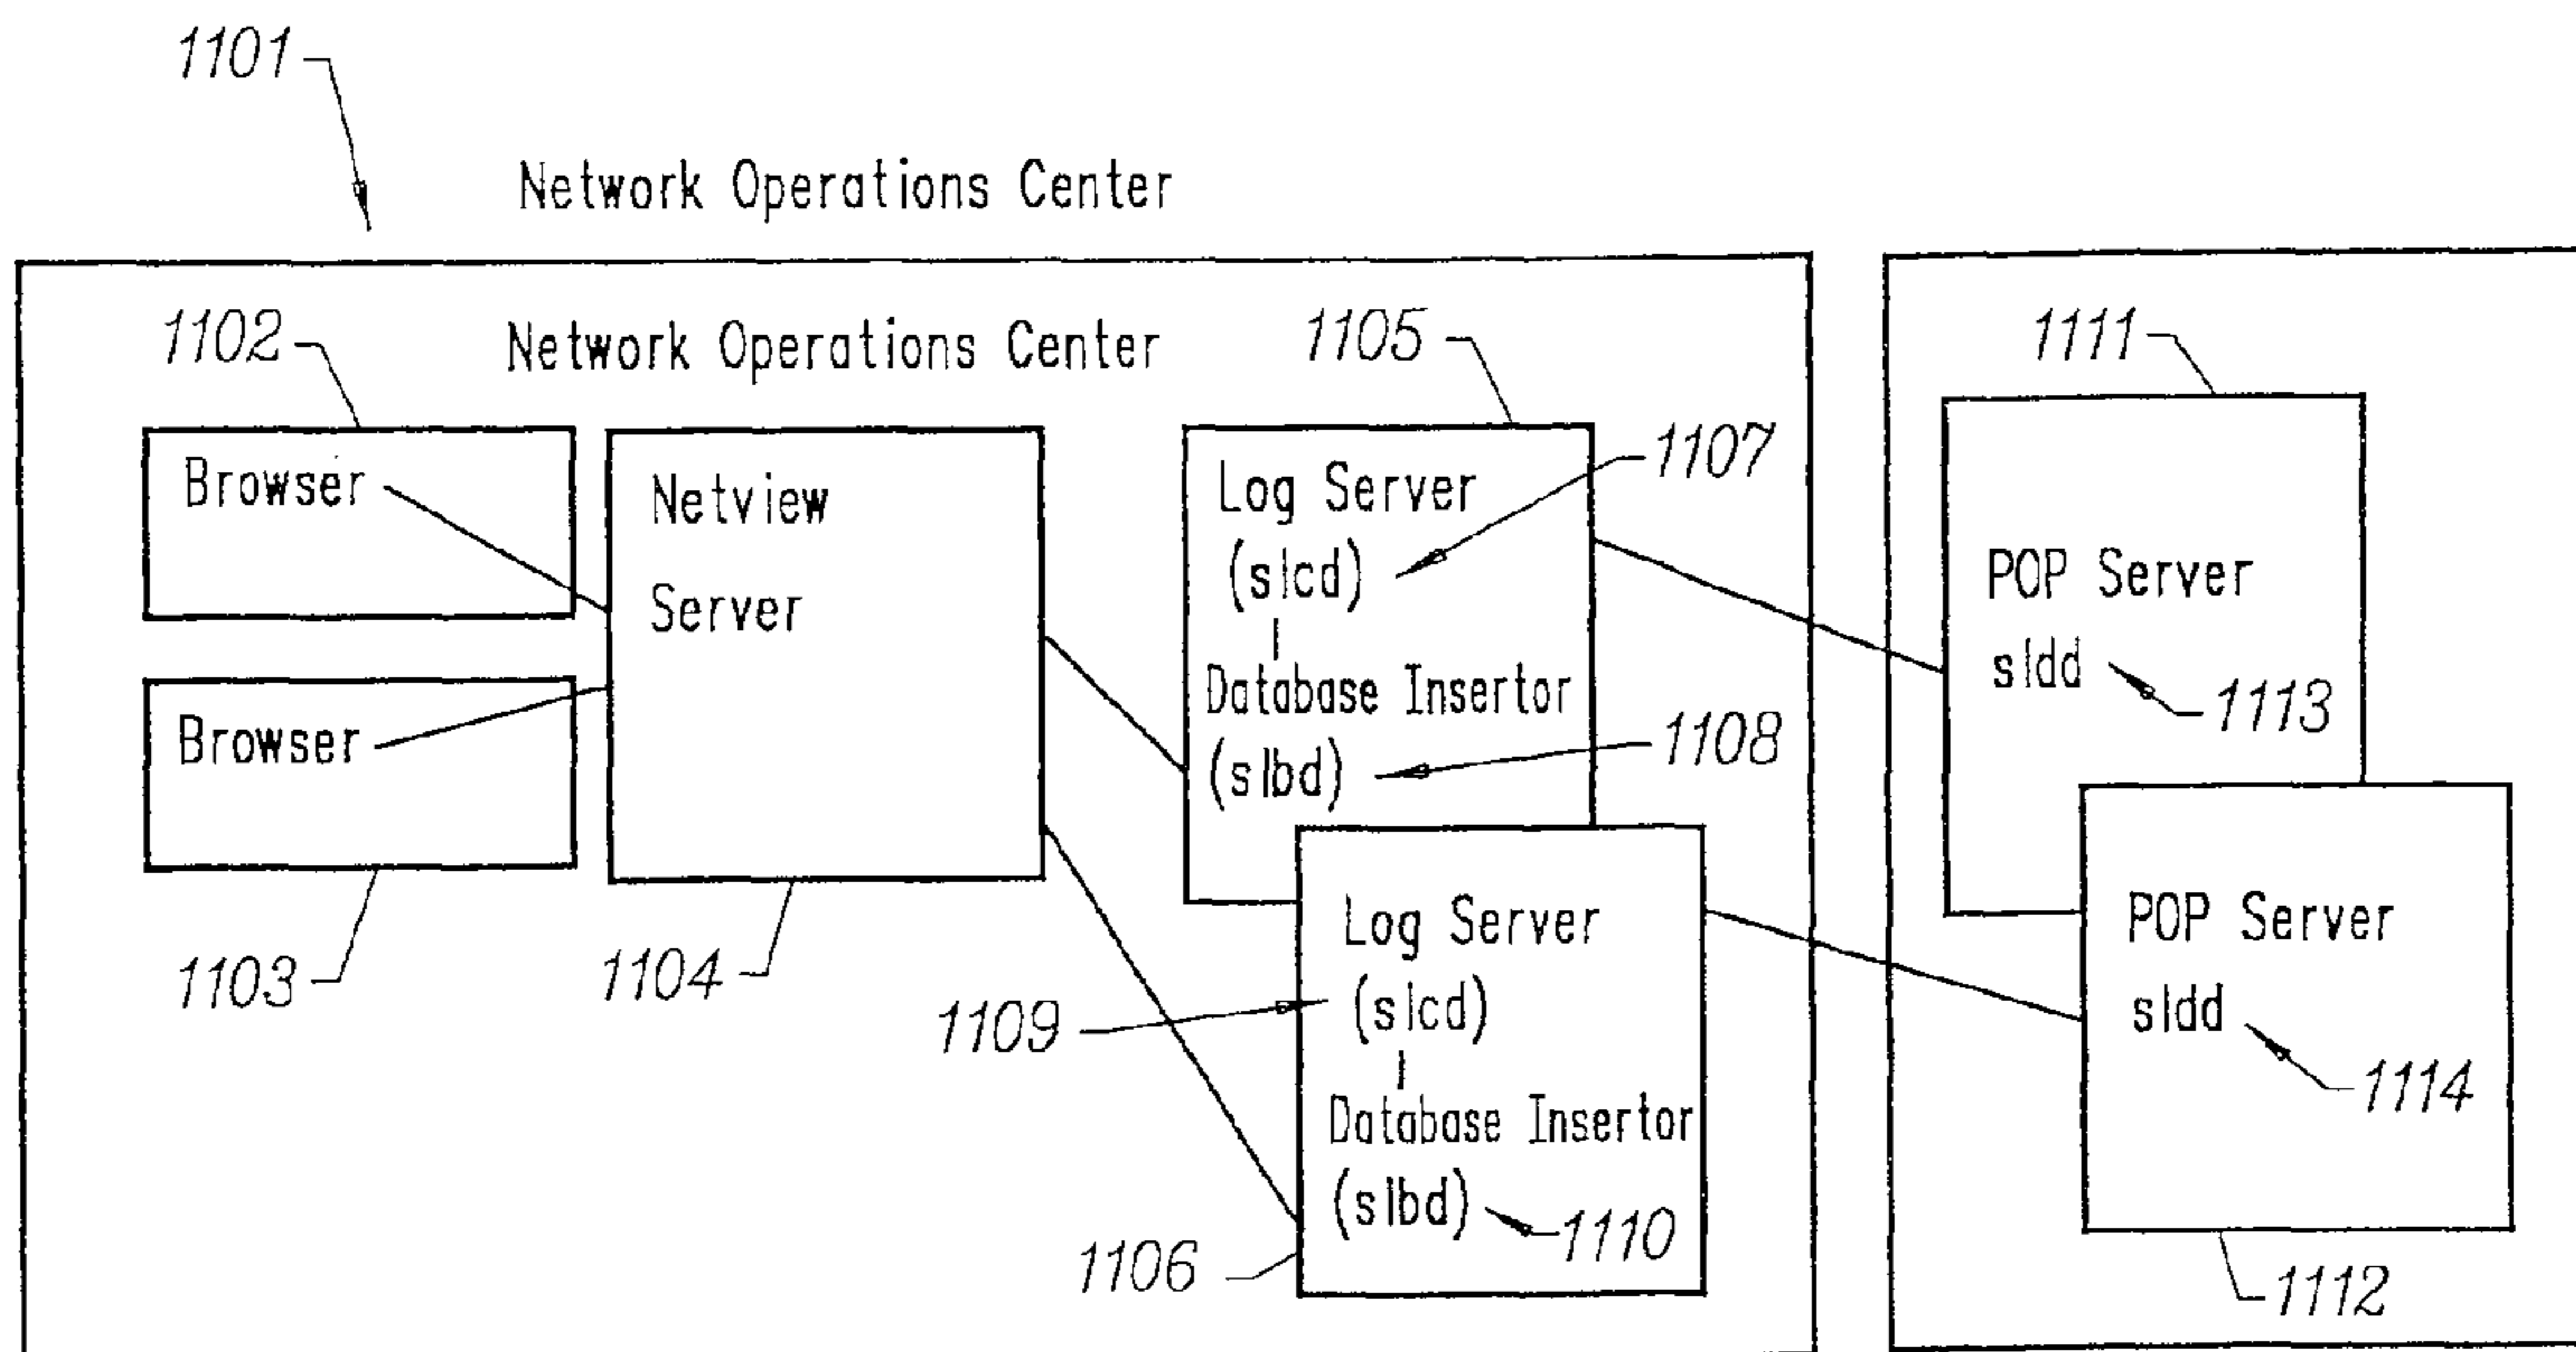 1101
Network Operations Center
1102
Network Operations Center
1105
1111
Browser
Netview
Server
Log Server
(slcd)
1107
Database Insertor
(slbd)
1108
POP Server
sldd
1113
Browser
1103
1104
Log Server
(slcd)
1109
Database Insertor
(slbd)
1110
1106
POP Server
sldd
1114
1112